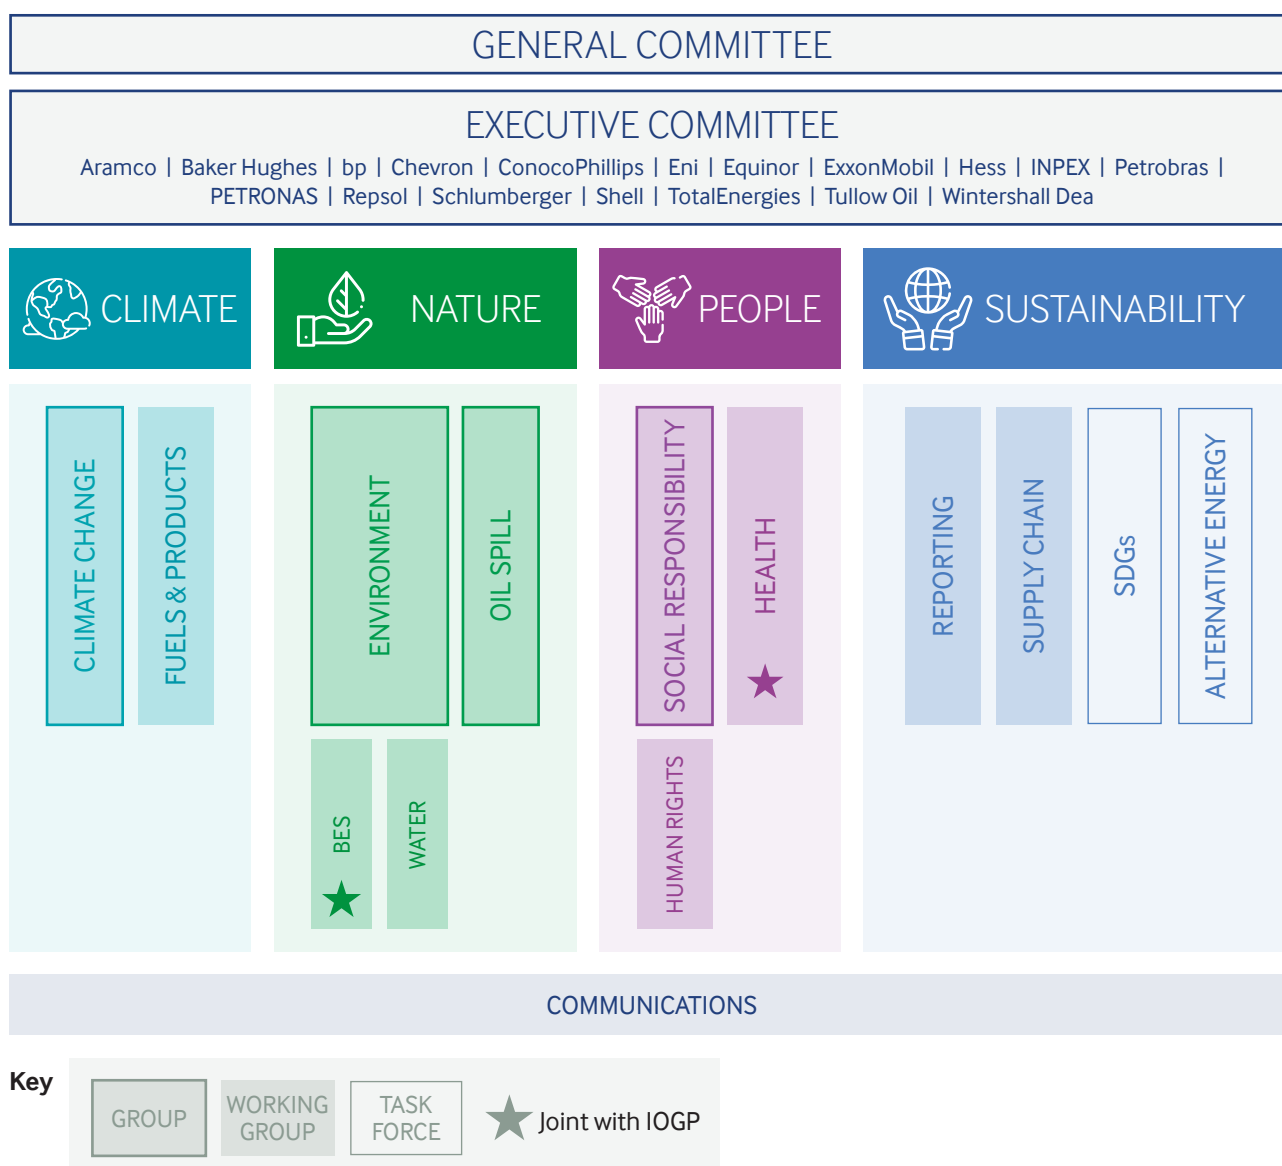 GENERAL COMMITTEE
EXECUTIVE COMMITTEE
Aramco | Baker Hughes | bp | Chevron | ConocoPhillips | Eni | Equinor | ExxonMobil | Hess | INPEX | Petrobras |
PETRONAS | Repsol | Schlumberger | Shell | TotalEnergies | Tullow Oil | Wintershall Dea
CLIMATE
NATURE
PEOPLE
SUSTAINABILITY
CLIMATE CHANGE
FUELS & PRODUCTS
ENVIRONMENT
OIL SPILL
SOCIAL RESPONSIBILITY
HEALTH
REPORTING
SUPPLY CHAIN
SDGs
ALTERNATIVE ENERGY
BES
WATER
HUMAN RIGHTS
COMMUNICATIONS
Key
GROUP
WORKING
GROUP
TASK
FORCE
Joint with IOGP